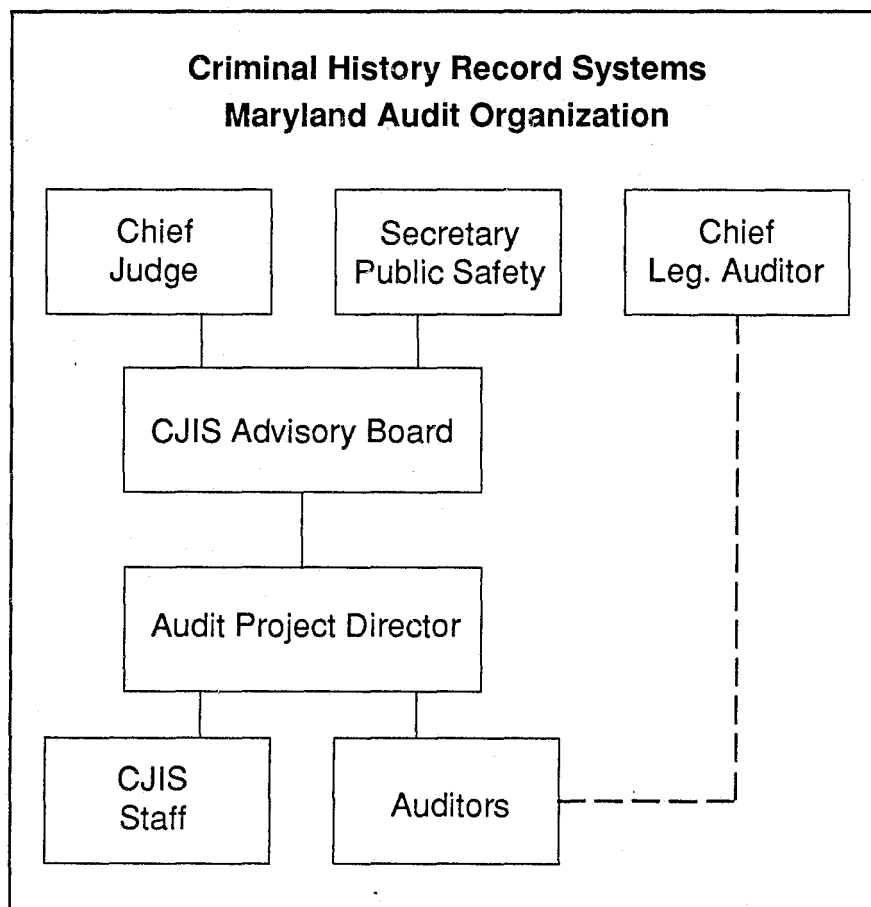 Criminal History Record Systems
Maryland Audit Organization
Chief
Judge
Secretary
Public Safety
Chief
Leg. Auditor
CJIS Advisory Board
Audit Project Director
CJIS
Staff
Auditors